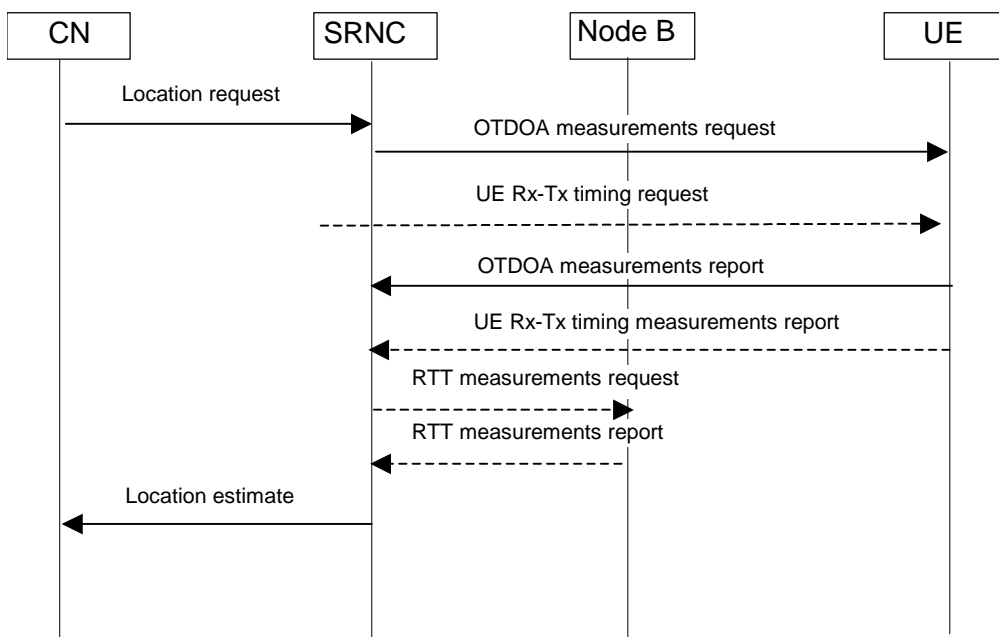 CN
SRNC
Node B
UE
Location request
OTDOA measurements request
UE Rx-Tx timing request
OTDOA measurements report
UE Rx-Tx timing measurements report
RTT measurements request
RTT measurements report
Location estimate